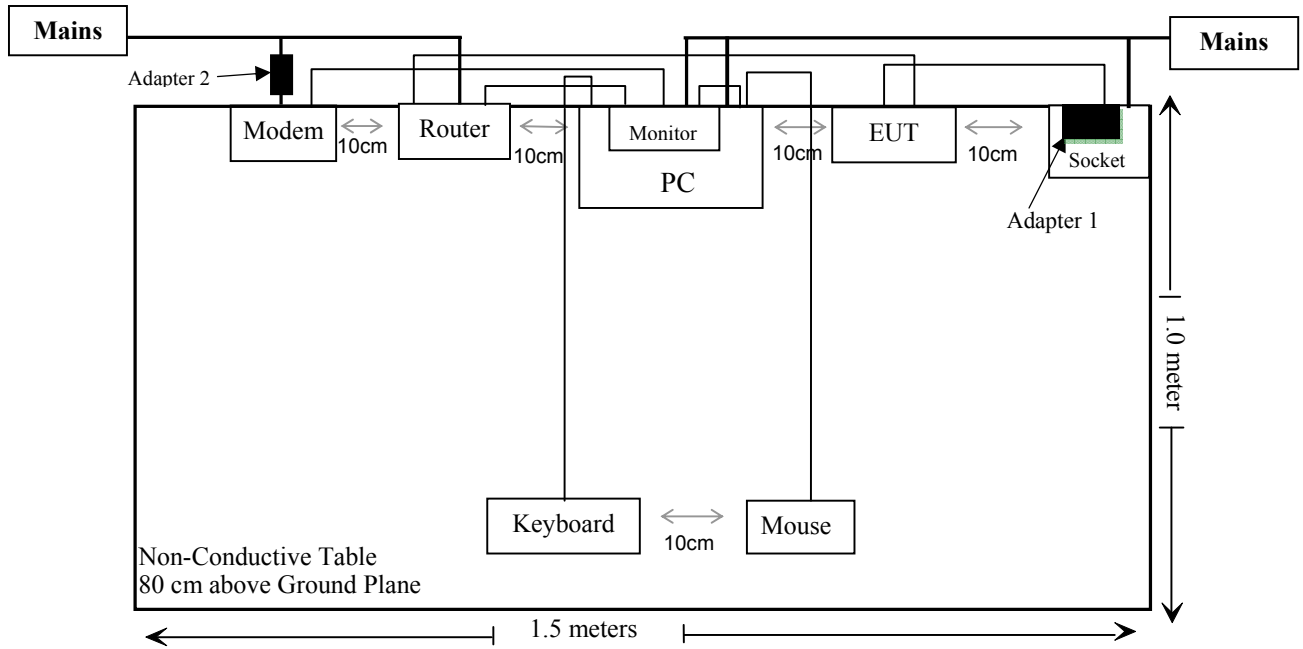 Mains
Mains
Adapter 2
Modem
Router
Monitor
EUT
Socket
10cm
10cm
10cm
10cm
PC
Adapter 1
1.0 meter
Keyboard
Mouse
10cm
Non-Conductive Table
80 cm above Ground Plane
1.5 meters